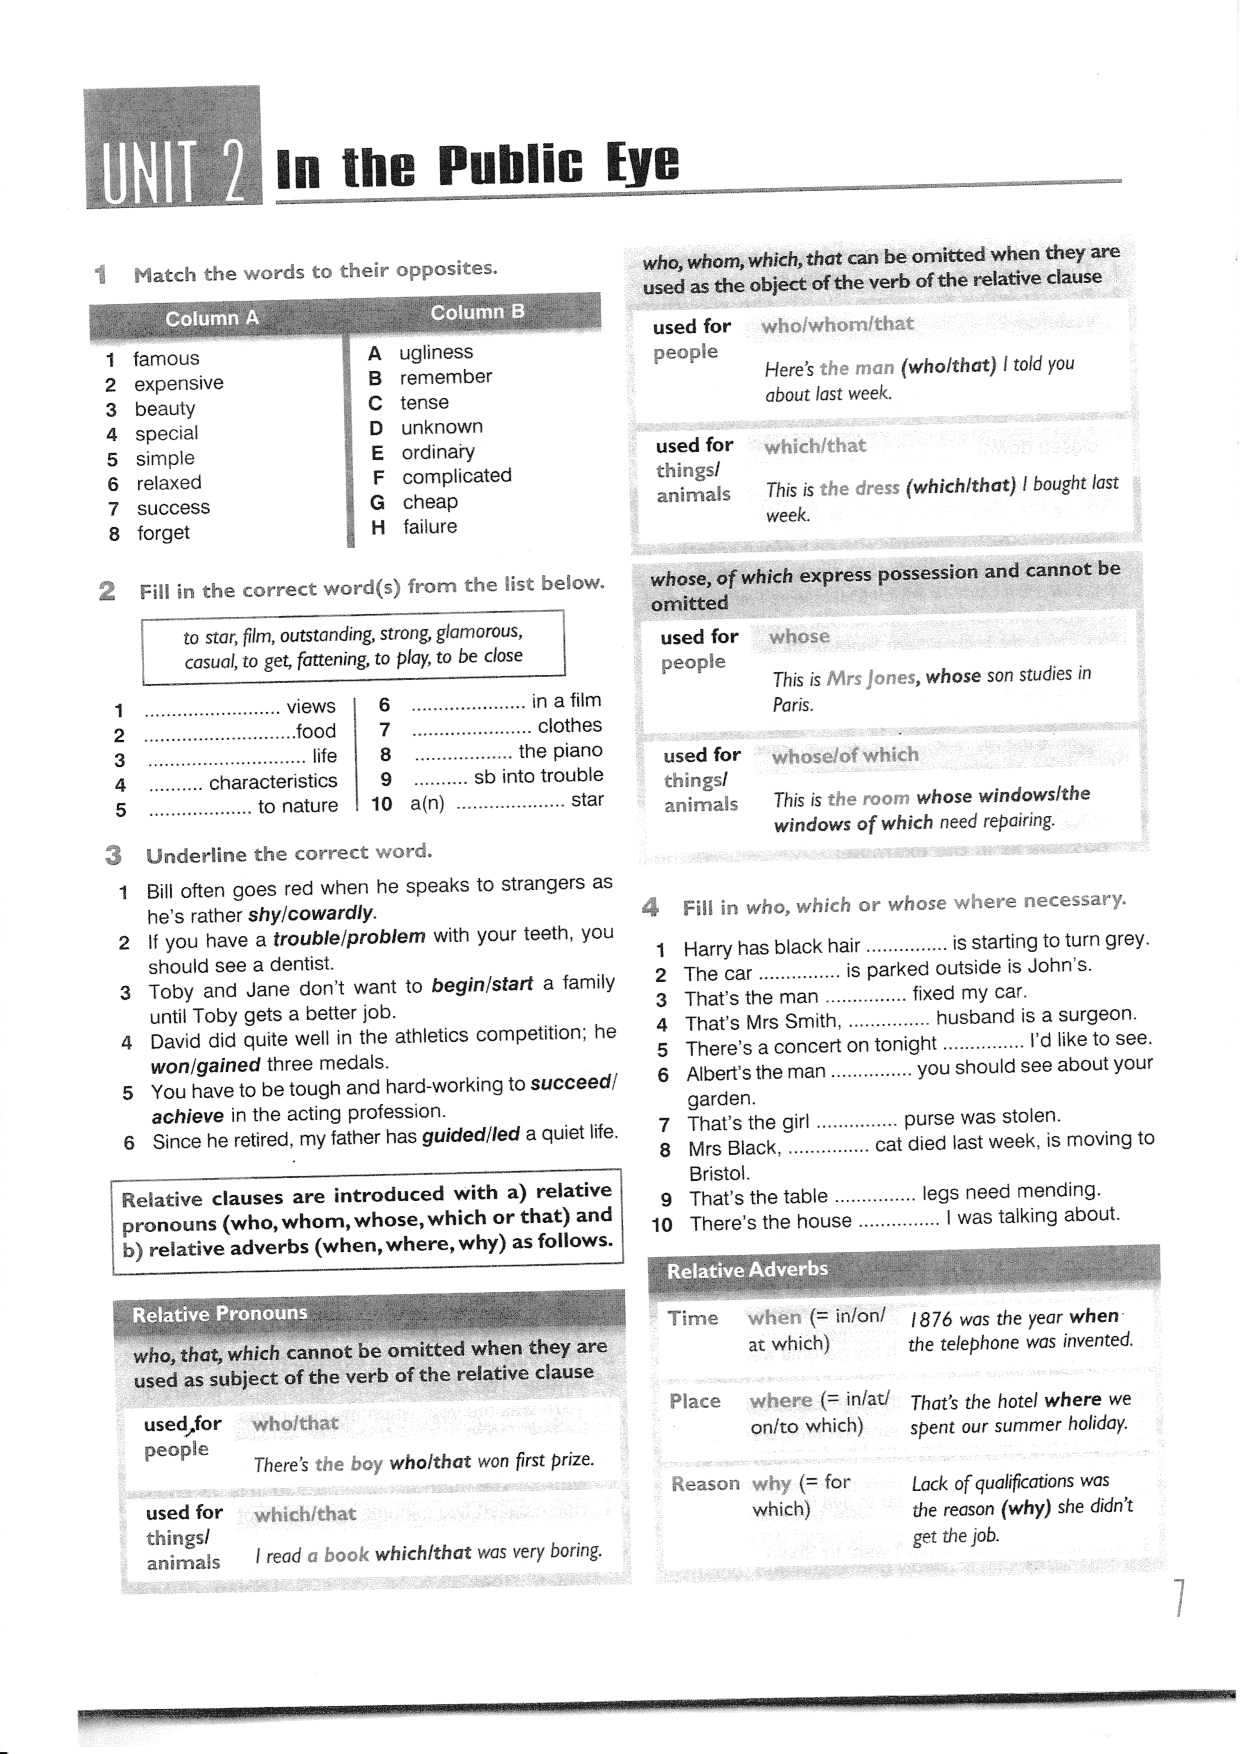 UNIT 2 In the Public Eye
1 Match the words to their opposites.
Column A Column B
1 famous A ugliness
2 expensive B remember
3 beauty C tense
4 special D unknown
5 simple E ordinary
6 relaxed F complicated
7 success G cheap
8 forget H failure
2 Fill in the correct word(s) from the list below.
to star, film, outstanding, strong, glamorous,
casual, to get, fattening, to play, to be close
1 .......................... views 6 ...................... in a film
2 .............................food 7 ....................... clothes
3 .............................. life 8 ................... the piano
4 .......... characteristics 9 .......... sb into trouble
5 .................... to nature 10 a(n) ..................... star
3 Underline the correct word.
1 Bill often goes red when he speaks to strangers as
he's rather shy/cowardly.
2 If you have a trouble/problem with your teeth, you
should see a dentist.
3 Toby and Jane don't want to begin/start a family
until Toby gets a better job.
4 David did quite well in the athletics competition; he
won/gained three medals.
5 You have to be tough and hard-working to succeed/
achieve in the acting profession.
6 Since he retired, my father has guided/led a quiet life.
Relative clauses are introduced with a) relative
pronouns (who, whom, whose, which or that) and
b) relative adverbs (when, where, why) as follows.
Relative Pronouns
who, that, which cannot be omitted when they are
used as subject of the verb of the relative clause
used for who/that
people
There's the boy who/that won first prize.
used for which/that
things/
animals I read a book which/that was very boring.
who, whom, which, that can be omitted when they are
used as the object of the verb of the relative clause
used for who/whom/that
people
Here's the man (who/that) I told you
about last week.
used for which/that
things/
animals This is the dress (which/that) I bought last
week.
whose, of which express possession and cannot be
omitted
used for whose
people
This is Mrs Jones, whose son studies in
Paris.
used for whose/of which
things/
animals This is the room whose windows/the
windows of which need repairing.
4 Fill in who, which or whose where necessary.
1 Harry has black hair ............... is starting to turn grey.
2 The car ............... is parked outside is John's.
3 That's the man ............... fixed my car.
4 That's Mrs Smith, ............... husband is a surgeon.
5 There's a concert on tonight ............... I'd like to see.
6 Albert's the man ............... you should see about your
garden.
7 That's the girl ............... purse was stolen.
8 Mrs Black, ............... cat died last week, is moving to
Bristol.
9 That's the table ............... legs need mending.
10 There's the house ............... I was talking about.
Relative Adverbs
Time when (= in/on/ 1876 was the year when
at which) the telephone was invented.
Place where (= in/at/ That's the hotel where we
on/to which) spent our summer holiday.
Reason why (= for Lack of qualifications was
which) the reason (why) she didn't
get the job.
7